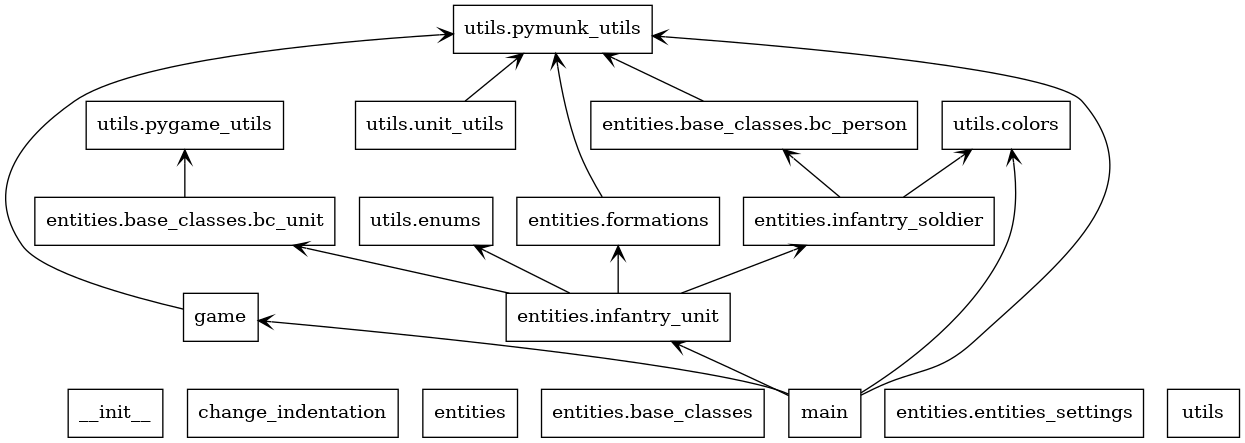 utils.pymunk_utils
utils.pygame_utils
utils.unit_utils
entities.base_classes.bc_person
utils.colors
entities.base_classes.bc_unit
utils.enums
entities.formations
entities.infantry_soldier
game
entities.infantry_unit
__init__
change_indentation
entities
entities.base_classes
main
entities.entities_settings
utils